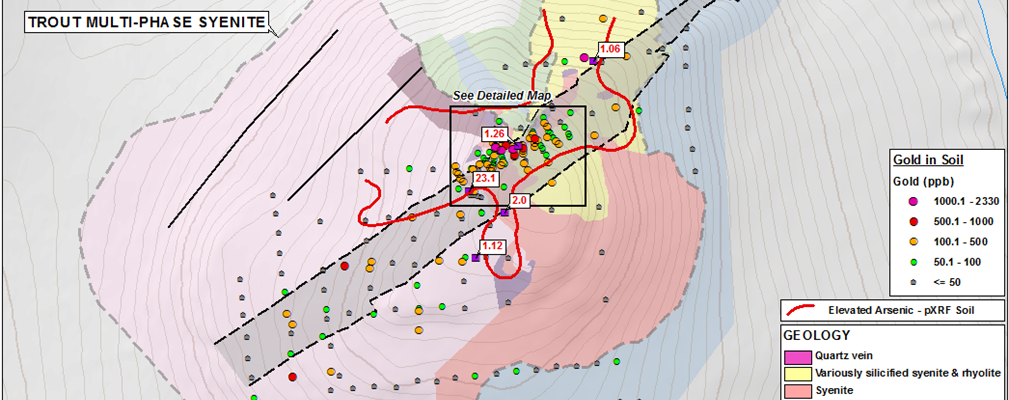 TROUT MULTI-PHASE SYENITE
1.06
See Detailed Map
1.26
23.1
2.0
1.12
Gold in Soil
Gold (ppb)
1000.1 - 2330
500.1 - 1000
100.1 - 500
50.1 - 100
<= 50
Elevated Arsenic - pXRF Soil
GEOLOGY
Quartz vein
Variously silicified syenite & rhyolite
Syenite